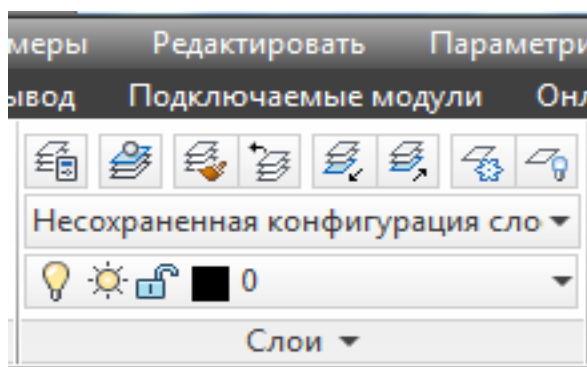 меры Редактировать Параметри
ывод Подключаемые модули Онл
Несохраненная конфигурация сло
0
Слои